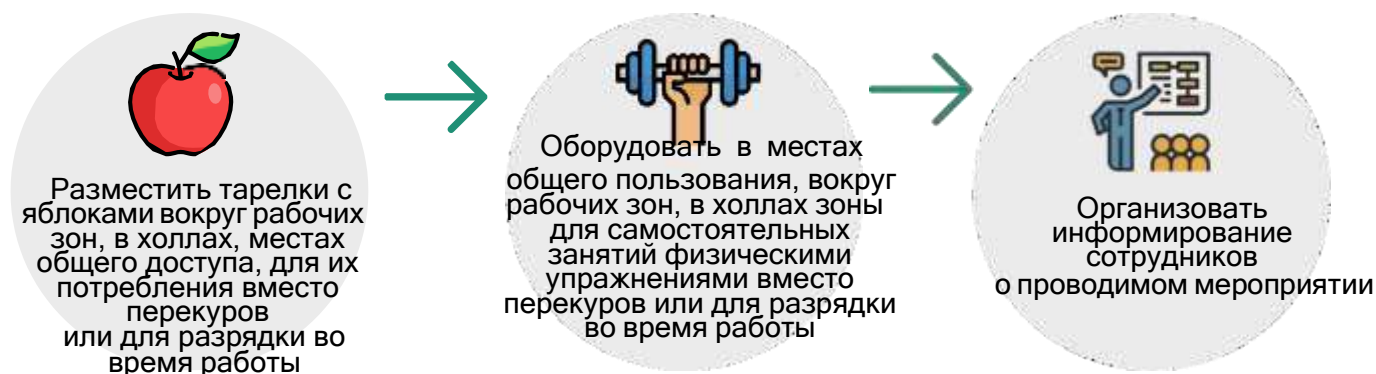 Разместить тарелки с
яблоками вокруг рабочих
зон, в холлах, местах
общего доступа, для их
потребления вместо
перекуров
или для разрядки во
время работы
Оборудовать в местах
общего пользования, вокруг
рабочих зон, в холлах зоны
для самостоятельных
занятий физическими
упражнениями вместо
перекуров или для разрядки
во время работы
Организовать
информирование
сотрудников
о проводимом мероприятии